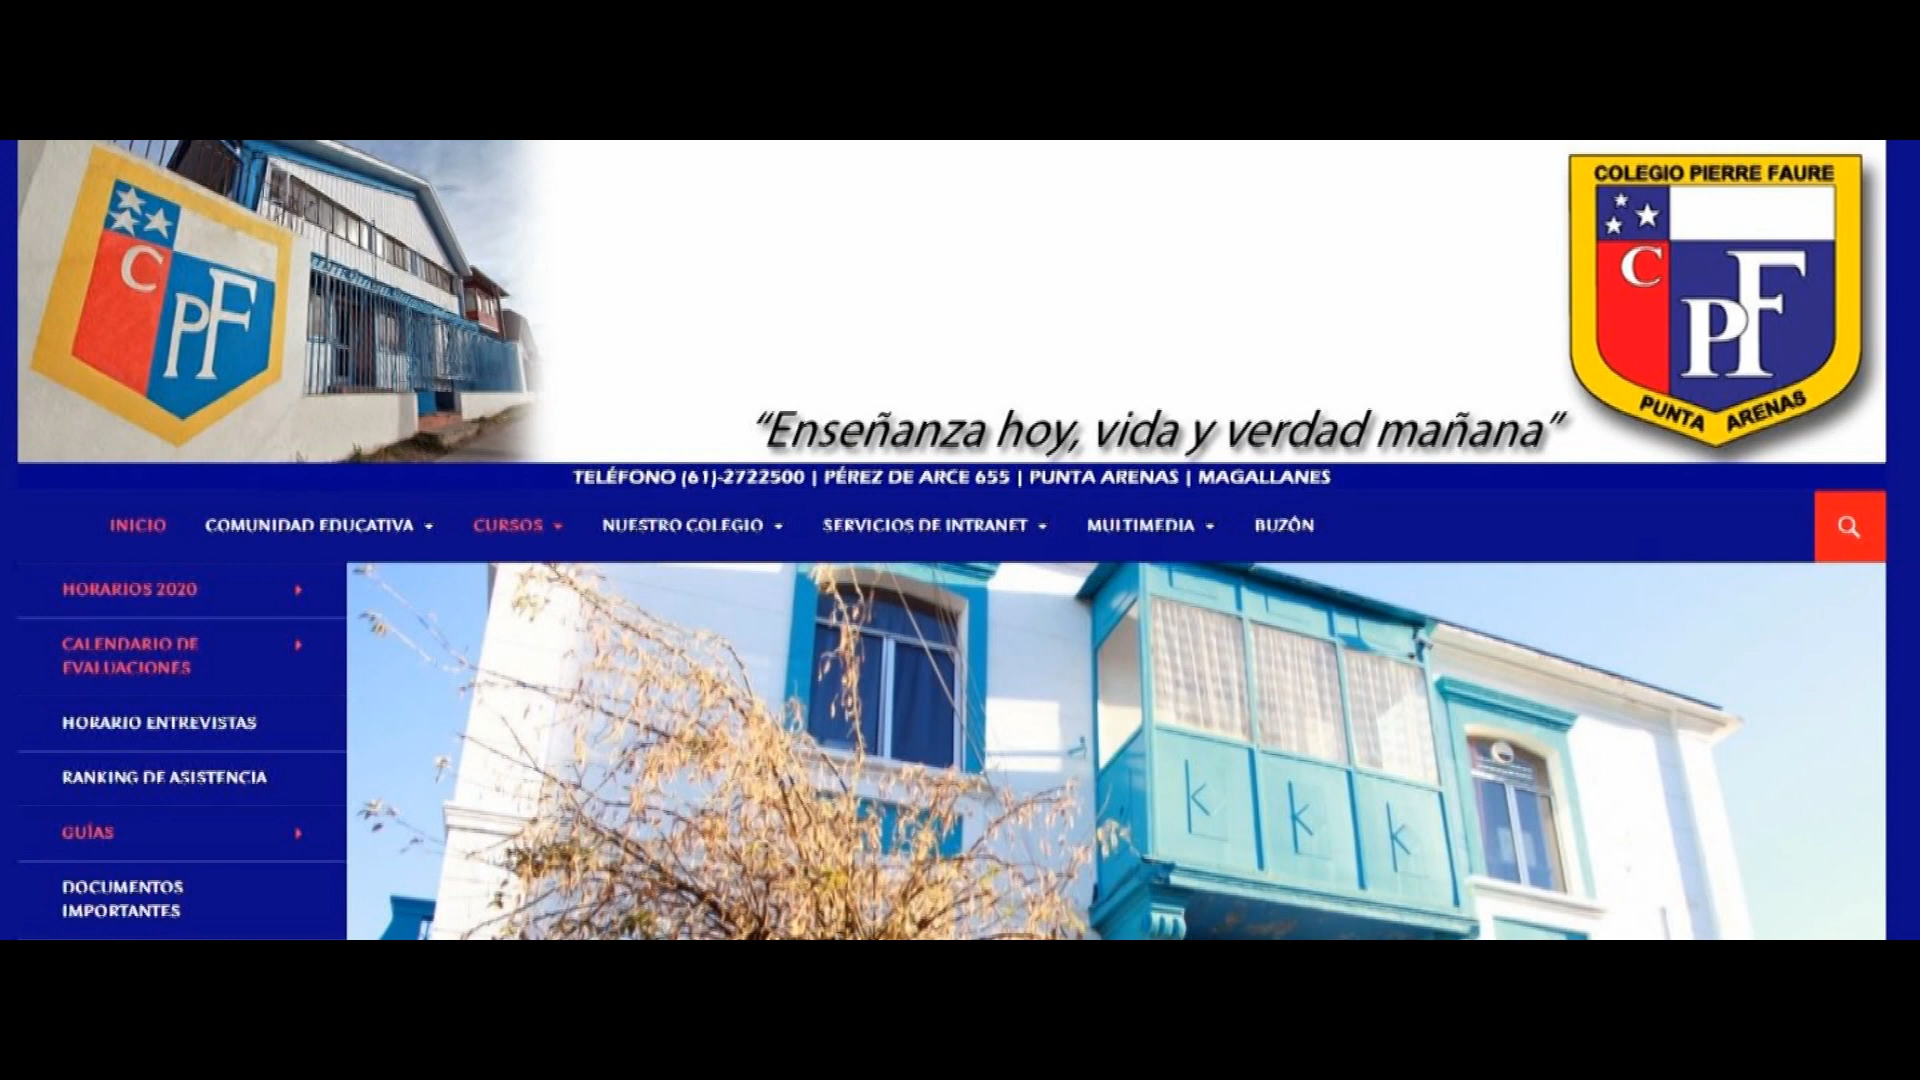 C
PF
COLEGIO PIERRE FAURE
C
PF
PUNTA ARENAS
“Enseñanza hoy, vida y verdad mañana”
TELÉFONO (61)-2722500 | PÉREZ DE ARCE 655 | PUNTA ARENAS | MAGALLANES
INICIO COMUNIDAD EDUCATIVA CURSOS NUESTRO COLEGIO SERVICIOS DE INTRANET MULTIMEDIA BUZÓN
HORARIOS 2020
CALENDARIO DE
EVALUACIONES
HORARIO ENTREVISTAS
RANKING DE ASISTENCIA
GUÍAS
DOCUMENTOS
IMPORTANTES